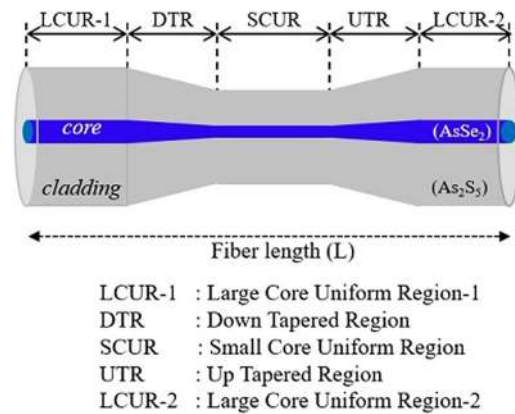 LCUR-1 DTR SCUR UTR LCUR-2
core (AsSe₂)
cladding (As₂S₅)
Fiber length (L)
LCUR-1 : Large Core Uniform Region-1
DTR : Down Tapered Region
SCUR : Small Core Uniform Region
UTR : Up Tapered Region
LCUR-2 : Large Core Uniform Region-2